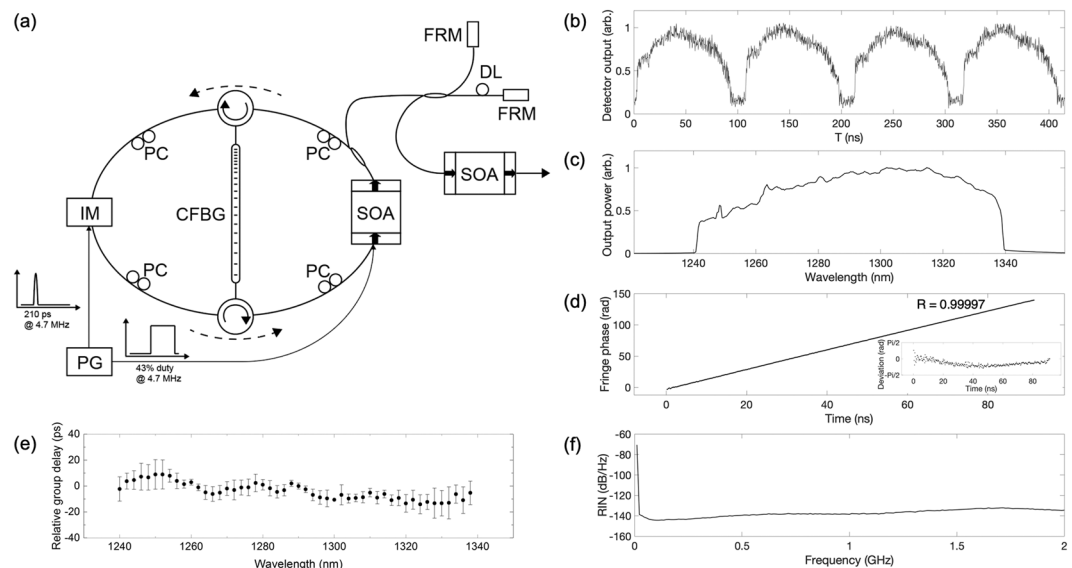 (a)
FRM
DL
FRM
PC
PC
SOA
IM
CFBG
SOA
PC
PC
210 ps
@ 4.7 MHz
PG
43% duty
@ 4.7 MHz
(b)
Detector output (arb.)
1
0.5
0
0 50 100 150 200 250 300 350 400
T (ns)
(c)
Output power (arb.)
1
0.5
0
1240 1260 1280 1300 1320 1340
Wavelength (nm)
(d)
R = 0.99997
Fringe phase (rad)
150
100
50
0
0 20 40 60 80
Time (ns)
Deviation (rad)
Pi/2
0
-Pi/2
0 20 40 60 80
Time (ns)
(e)
Relative group delay (ps)
40
20
0
-20
-40
1240 1260 1280 1300 1320 1340
Wavelength (nm)
(f)
RIN (dB/Hz)
-60
-80
-100
-120
-140
-160
0 0.5 1 1.5 2
Frequency (GHz)